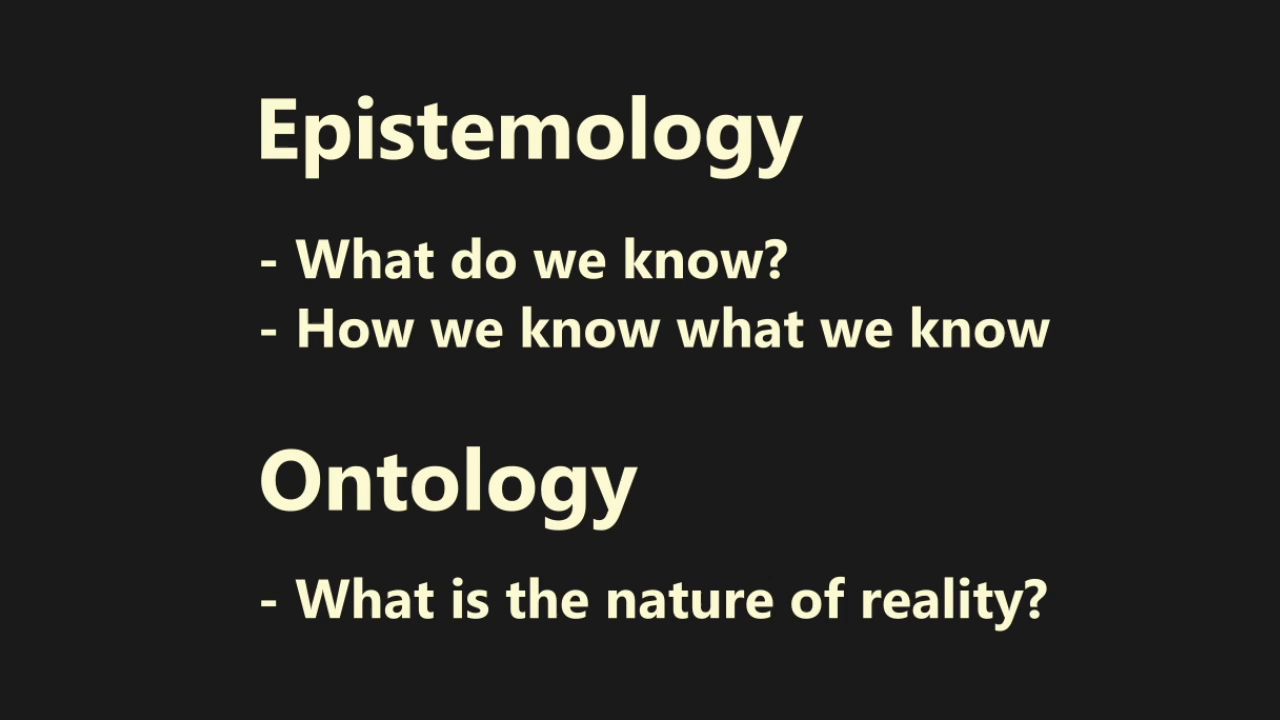 Epistemology
- What do we know?
- How we know what we know
Ontology
- What is the nature of reality?